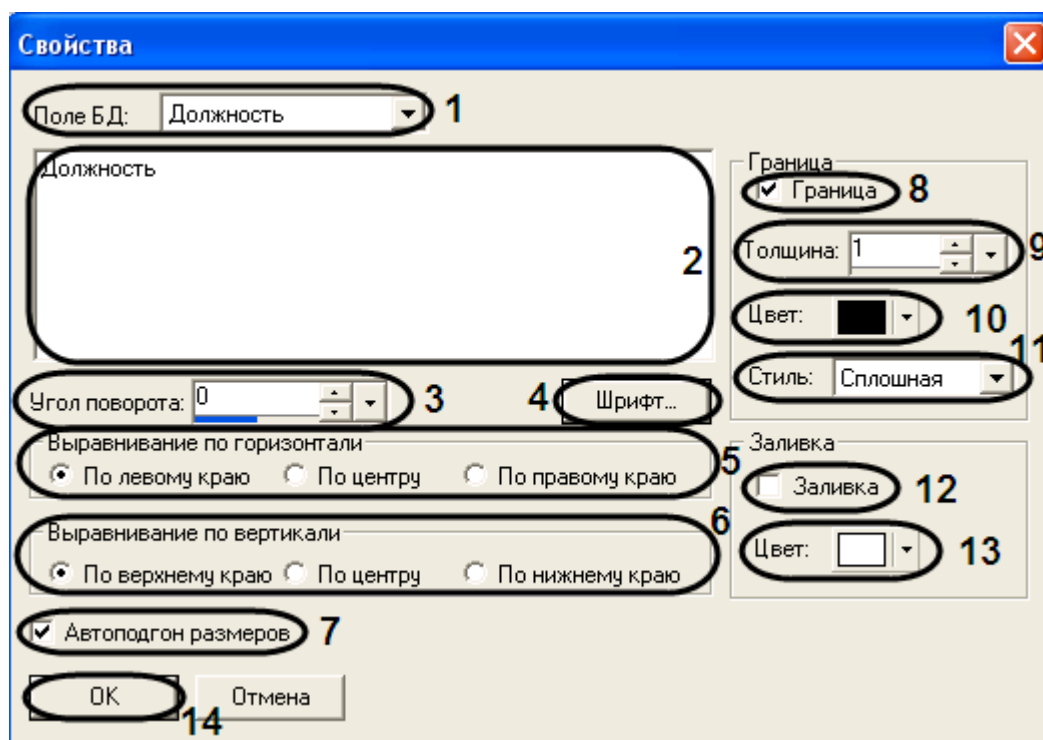 Свойства
Поле БД: Должность 1
Должность
2
Угол поворота: 0 3
4 Шрифт...
Выравнивание по горизонтали
По левому краю По центру По правому краю 5
Выравнивание по вертикали 6
По верхнему краю По центру По нижнему краю
Автоподгон размеров 7
OK Отмена
14
Граница
Граница 8
Толщина: 1 9
Цвет: 10
Стиль: Сплошная 11
Заливка
Заливка 12
Цвет: 13